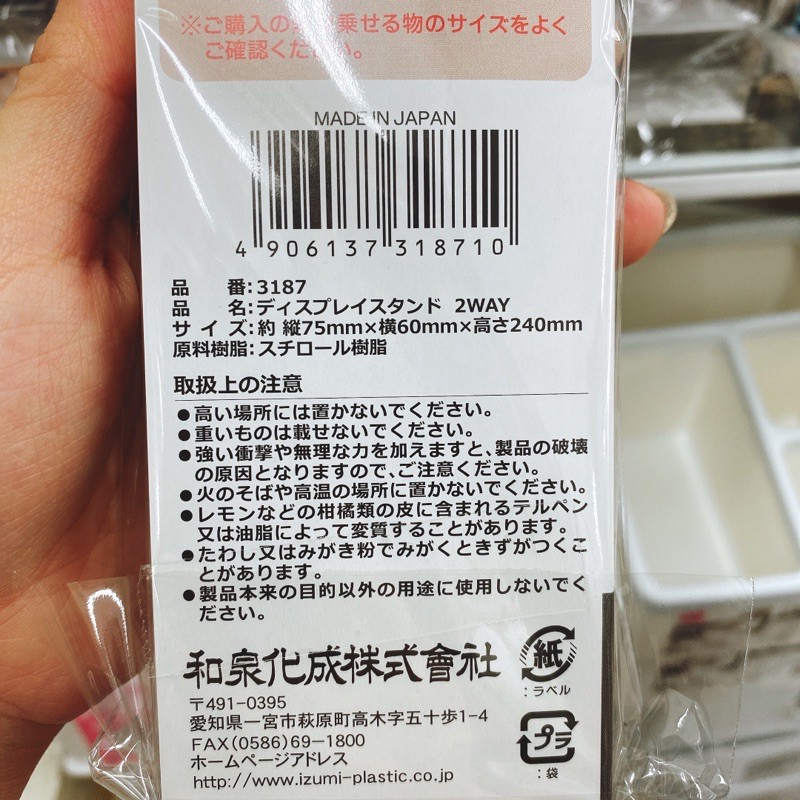 ※ご購入の 乗せる物のサイズをよく
ご確認ください。
MADE IN JAPAN
4 906137 318710
品 番:3187
品 名:ディスプレイスタンド 2WAY
サイズ:約 縦75mm×横60mm×高さ240mm
原料樹脂:スチロール樹脂
取扱上の注意
●高い場所には置かないでください。
●重いものは載せないでください。
●強い衝撃や無理な力を加えますと、製品の破壊
の原因となりますので、ご注意ください。
●火のそばや高温の場所に置かないでください。
●レモンなどの柑橘類の皮に含まれるテルペン
又は油脂によって変質することがあります。
●たわし又はみがき粉でみがくときずがつくこ
とがあります。
●製品本来の目的以外の用途に使用しないでく
ださい。
和泉化成株式會社
〒491-0395
愛知県一宮市萩原町高木字五十歩1-4
FAX(0586)69-1800
ホームページアドレス
http://www.izumi-plastic.co.jp
紙
:ラベル
プラ
:袋